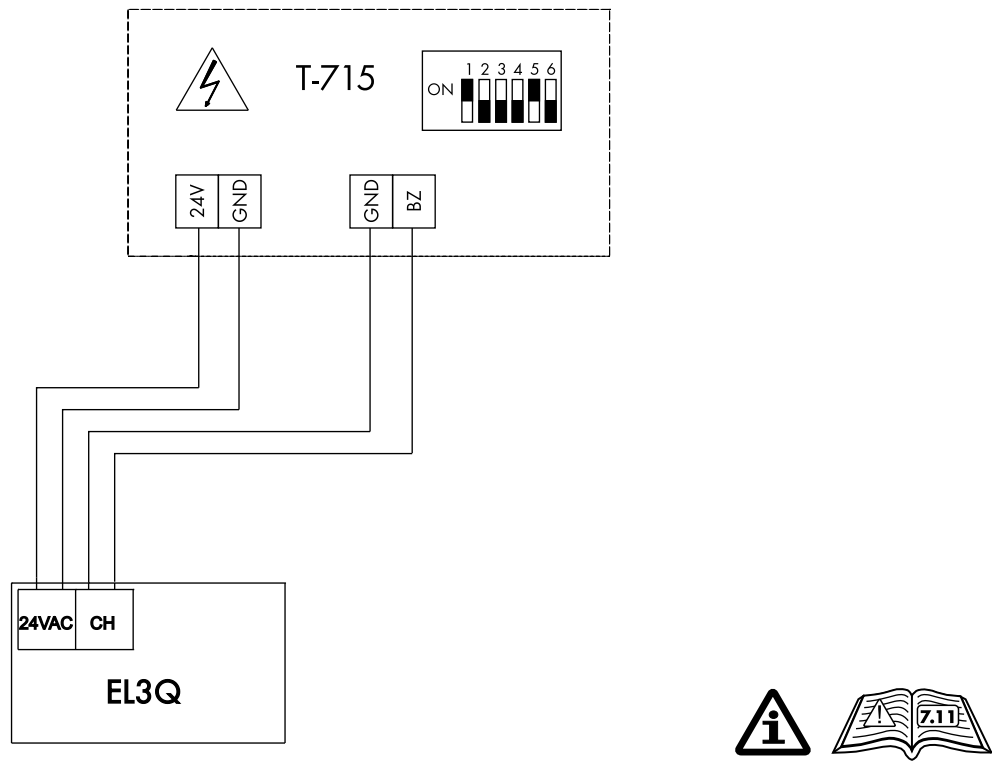 T-715
1 2 3 4 5 6
ON
24V GND GND BZ
24VAC CH
EL3Q
i ! 7.11